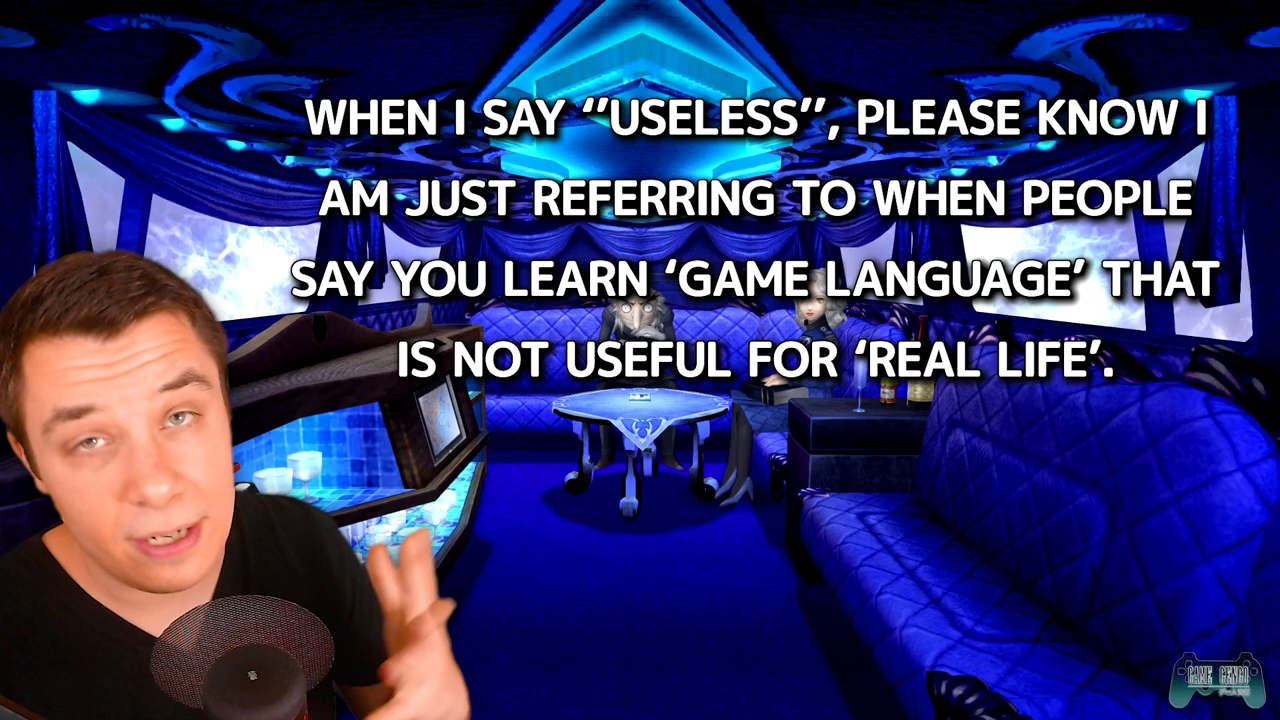 WHEN I SAY “USELESS”, PLEASE KNOW I
AM JUST REFERRING TO WHEN PEOPLE
SAY YOU LEARN ‘GAME LANGUAGE’ THAT
IS NOT USEFUL FOR ‘REAL LIFE’.
GAME GENGO